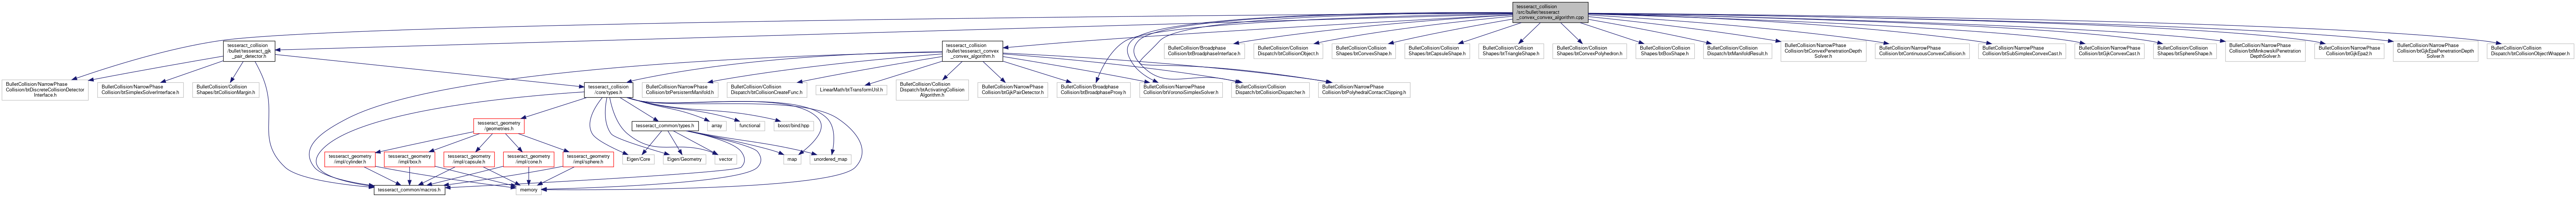 tesseract_collision
/src/bullet/tesseract
_convex_convex_algorithm.cpp
tesseract_collision
/bullet/tesseract_gjk
_pair_detector.h
tesseract_collision
/bullet/tesseract_convex
_convex_algorithm.h
BulletCollision/Broadphase
Collision/btBroadphaseInterface.h
BulletCollision/Collision
Dispatch/btCollisionObject.h
BulletCollision/Collision
Shapes/btConvexShape.h
BulletCollision/Collision
Shapes/btCapsuleShape.h
BulletCollision/Collision
Shapes/btTriangleShape.h
BulletCollision/Collision
Shapes/btConvexPolyhedron.h
BulletCollision/Collision
Shapes/btBoxShape.h
BulletCollision/Collision
Dispatch/btManifoldResult.h
BulletCollision/NarrowPhase
Collision/btConvexPenetrationDepth
Solver.h
BulletCollision/NarrowPhase
Collision/btContinuousConvexCollision.h
BulletCollision/NarrowPhase
Collision/btSubSimplexConvexCast.h
BulletCollision/NarrowPhase
Collision/btGjkConvexCast.h
BulletCollision/Collision
Shapes/btSphereShape.h
BulletCollision/NarrowPhase
Collision/btMinkowskiPenetration
DepthSolver.h
BulletCollision/NarrowPhase
Collision/btGjkEpa2.h
BulletCollision/NarrowPhase
Collision/btGjkEpaPenetrationDepth
Solver.h
BulletCollision/Collision
Dispatch/btCollisionObjectWrapper.h
BulletCollision/NarrowPhase
Collision/btDiscreteCollisionDetector
Interface.h
BulletCollision/NarrowPhase
Collision/btSimplexSolverInterface.h
BulletCollision/Collision
Shapes/btCollisionMargin.h
tesseract_collision
/core/types.h
BulletCollision/NarrowPhase
Collision/btPersistentManifold.h
BulletCollision/Collision
Dispatch/btCollisionCreateFunc.h
LinearMath/btTransformUtil.h
BulletCollision/Collision
Dispatch/btActivatingCollision
Algorithm.h
BulletCollision/NarrowPhase
Collision/btGjkPairDetector.h
BulletCollision/Broadphase
Collision/btBroadphaseProxy.h
BulletCollision/NarrowPhase
Collision/btVoronoiSimplexSolver.h
BulletCollision/Collision
Dispatch/btCollisionDispatcher.h
BulletCollision/NarrowPhase
Collision/btPolyhedralContactClipping.h
tesseract_geometry
/geometries.h
tesseract_common/types.h
array
functional
boost/bind.hpp
tesseract_geometry
/impl/cylinder.h
tesseract_geometry
/impl/box.h
tesseract_geometry
/impl/capsule.h
tesseract_geometry
/impl/cone.h
tesseract_geometry
/impl/sphere.h
Eigen/Core
Eigen/Geometry
vector
map
unordered_map
tesseract_common/macros.h
memory